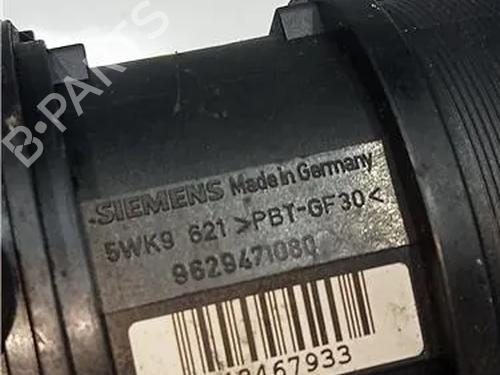 B-PARTS
SIEMENS Made in Germany
5WK9 621 >PBT-GF30<
9629471080